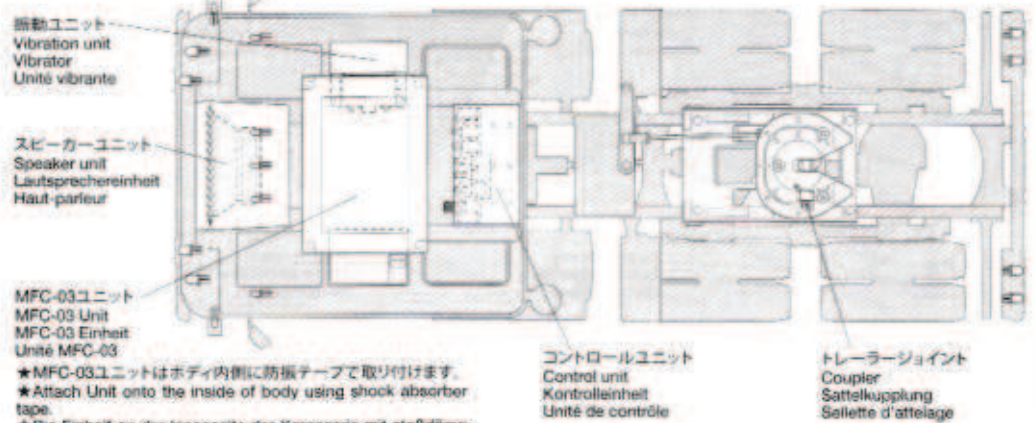 振動ユニット
Vibration unit
Vibrator
Unité vibrante
スピーカーユニット
Speaker unit
Lautsprechereinheit
Haut-parleur
MFC-03ユニット
MFC-03 Unit
MFC-03 Einheit
Unité MFC-03
★MFC-03ユニットはボディ内側に防振テープで取り付けます。
★Attach Unit onto the inside of body using shock absorber
tape.
コントロールユニット
Control unit
Kontrolleinheit
Unité de contrôle
トレーラージョイント
Coupler
Sattelkupplung
Sellette d'attelage